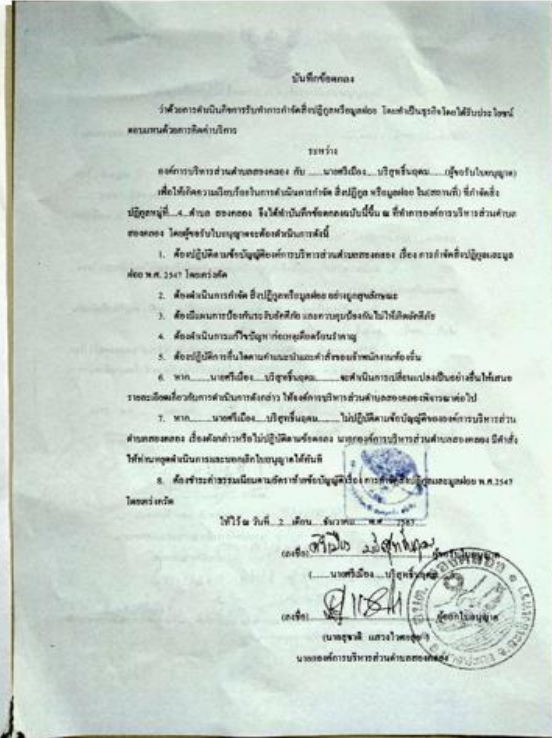 บันทึกข้อตกลง
ว่าด้วยการดำเนินกิจการรับทำการกำจัดสิ่งปฏิกูลหรือมูลฝอย โดยทำเป็นธุรกิจโดยได้รับประโยชน์
ตอบแทนด้วยการคิดค่าบริการ
ระหว่าง
องค์การบริหารส่วนตำบลสองคลอง กับ ......นายศรีเมือง.....บริสุทธิ์นฤดม......(ผู้ขอรับใบอนุญาต)
เพื่อให้เกิดความเรียบร้อยในการดำเนินการกำจัด สิ่งปฏิกูล หรือมูลฝอย ใน(สถานที่) ที่กำจัดสิ่ง
ปฏิกูลหมู่ที่...4...ตำบล สองคลอง จึงได้ทำบันทึกข้อตกลงฉบับนี้ขึ้น ณ ที่ทำการองค์การบริหารส่วนตำบล
สองคลอง โดยผู้ขอรับใบอนุญาตจะต้องดำเนินการดังนี้
1. ต้องปฏิบัติตามข้อบัญญัติองค์การบริหารส่วนตำบลสองคลอง เรื่อง การกำจัดสิ่งปฏิกูลและมูล
ฝอย พ.ศ. 2547 โดยเคร่งคัด
2. ต้องดำเนินการกำจัด สิ่งปฏิกูลหรือมูลฝอย อย่างถูกสุขลักษณะ
3. ต้องมีแผนการป้องกันระงับอัคคีภัย และควบคุมป้องกันไม่ให้เกิดอัคคีภัย
4. ต้องดำเนินการแก้ไขปัญหาก่อเหตุเดือดร้อนรำคาญ
5. ต้องปฏิบัติการอื่นใดตามคำแนะนำและคำสั่งของเจ้าพนักงานท้องถิ่น
6. หาก........นายศรีเมือง.....บริสุทธิ์นฤดม..........จะดำเนินการเปลี่ยนแปลงเป็นอย่างอื่นให้เสนอ
รายละเอียดเกี่ยวกับการดำเนินการดังกล่าว ให้องค์การบริหารส่วนตำบลสองคลองพิจารณาต่อไป
7. หาก........นายศรีเมือง.....บริสุทธิ์นฤดม..........ไม่ปฏิบัติตามข้อบัญญัติขององค์การบริหารส่วน
ตำบลสองคลอง เรื่องดังกล่าวหรือไม่ปฏิบัติตามข้อตกลง นายกองค์การบริหารส่วนตำบลสองคลอง มีคำสั่ง
ให้ท่านหยุดดำเนินการและยกเลิกใบอนุญาตได้ทันที
8. ต้องชำระค่าธรรมเนียมตามอัตราท้ายข้อบัญญัติเรื่อง การกำจัดสิ่งปฏิกูลและมูลฝอย พ.ศ.2547
โดยเคร่งครัด
ให้ไว้ ณ วันที่...2...เดือน...ธันวาคม.....พ.ศ.
(ลงชื่อ) ผู้ขอรับใบอนุญาต
(......นายศรีเมือง.....บริสุทธิ์นฤดม
(ลงชื่อ) ผู้ออกใบอนุญาต
(นายสุชาติ
นายกองค์การบริหารส่วนตำบลสองคลอง